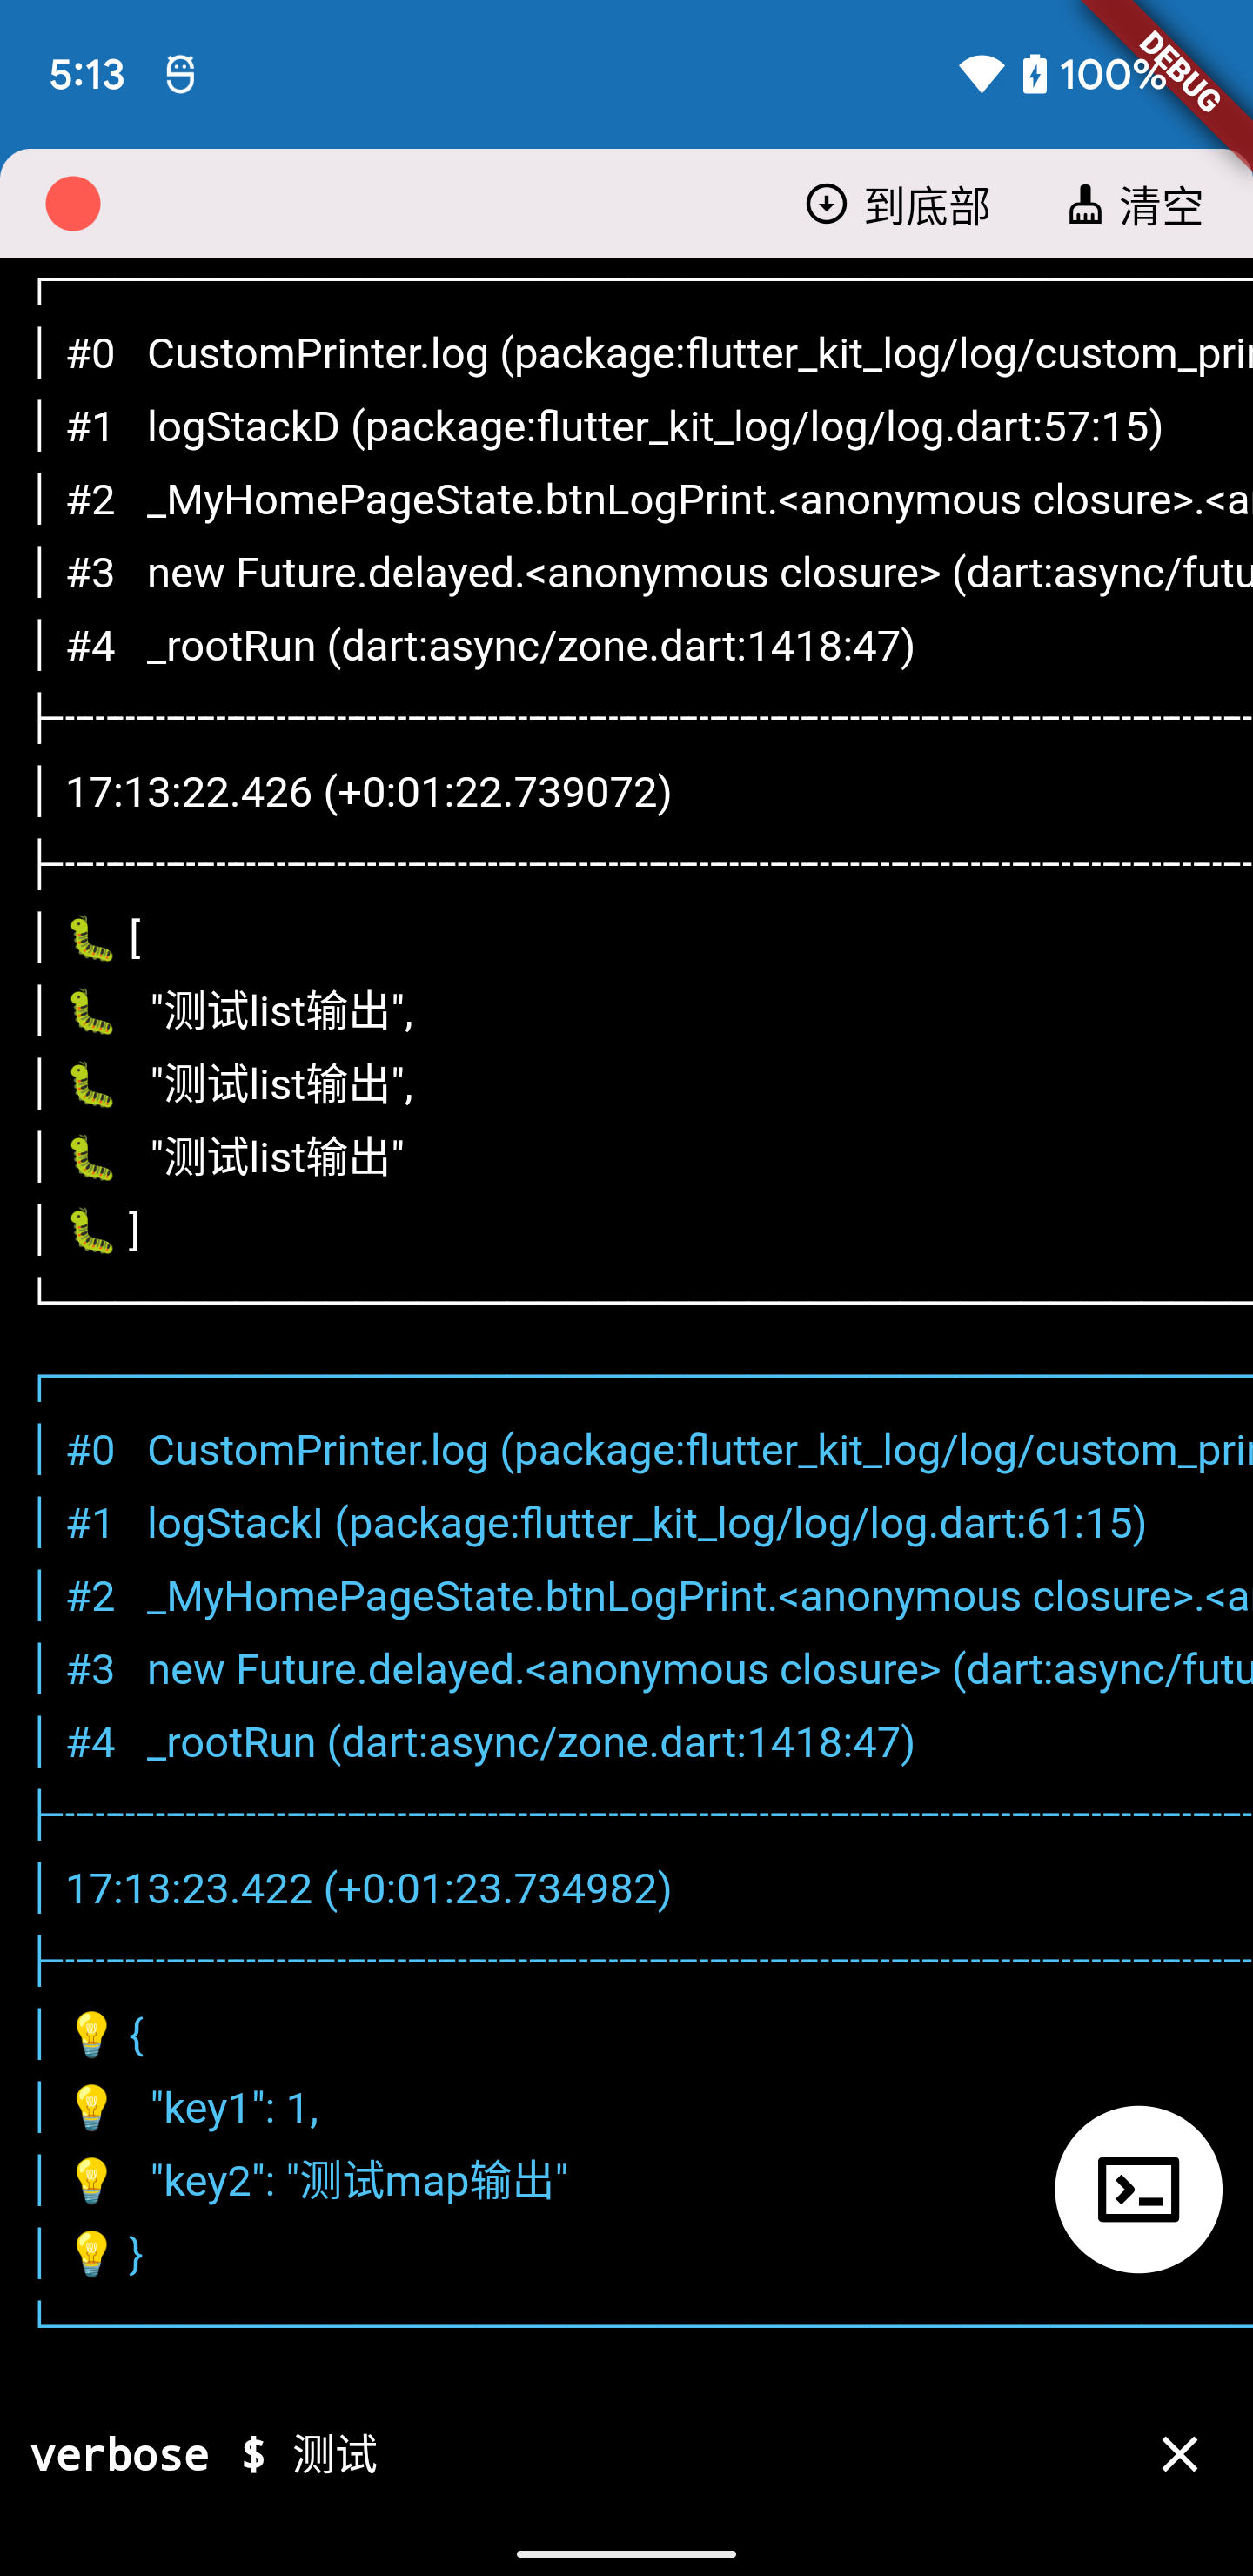 5:13
100%
DEBUG
到底部
清空
#0 CustomPrinter.log (package:flutter_kit_log/log/custom_prin
#1 logStackD (package:flutter_kit_log/log/log.dart:57:15)
#2 _MyHomePageState.btnLogPrint.<anonymous closure>.<a
#3 new Future.delayed.<anonymous closure> (dart:async/futu
#4 _rootRun (dart:async/zone.dart:1418:47)
17:13:22.426 (+0:01:22.739072)
🐛 [
🐛 "测试list输出",
🐛 "测试list输出",
🐛 "测试list输出"
🐛 ]
#0 CustomPrinter.log (package:flutter_kit_log/log/custom_prin
#1 logStackI (package:flutter_kit_log/log/log.dart:61:15)
#2 _MyHomePageState.btnLogPrint.<anonymous closure>.<a
#3 new Future.delayed.<anonymous closure> (dart:async/futu
#4 _rootRun (dart:async/zone.dart:1418:47)
17:13:23.422 (+0:01:23.734982)
💡 {
💡 "key1": 1,
💡 "key2": "测试map输出"
💡 }
verbose $ 测试